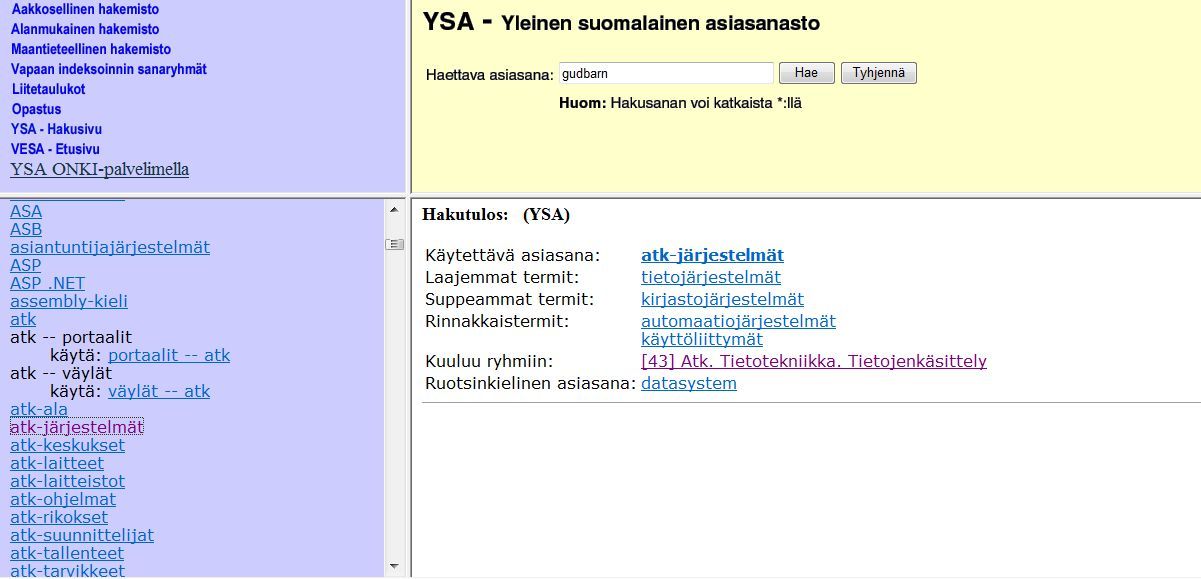 Aakkosellinen hakemisto
Alanmukainen hakemisto
Maantieteellinen hakemisto
Vapaan indeksoinnin sanaryhmät
Liitetaulukot
Opastus
YSA - Hakusivu
VESA - Etusivu
YSA ONKI-palvelimella
YSA - Yleinen suomalainen asiasanasto
Haettava asiasana: gudbarn Hae Tyhjennä
Huom: Hakusanan voi katkaista *:llä
ASA
ASB
asiantuntijajärjestelmät
ASP
ASP .NET
assembly-kieli
atk
atk -- portaalit
käytä: portaalit -- atk
atk -- väylät
käytä: väylät -- atk
atk-ala
atk-järjestelmät
atk-keskukset
atk-laitteet
atk-laitteistot
atk-ohjelmat
atk-rikokset
atk-suunnittelijat
atk-tallenteet
atk-tarvikkeet
Hakutulos: (YSA)
Käytettävä asiasana: atk-järjestelmät
Laajemmat termit: tietojärjestelmät
Suppeammat termit: kirjastojärjestelmät
Rinnakkaistermit: automaatiojärjestelmät
käyttöliittymät
Kuuluu ryhmiin: [43] Atk. Tietotekniikka. Tietojenkäsittely
Ruotsinkielinen asiasana: datasystem